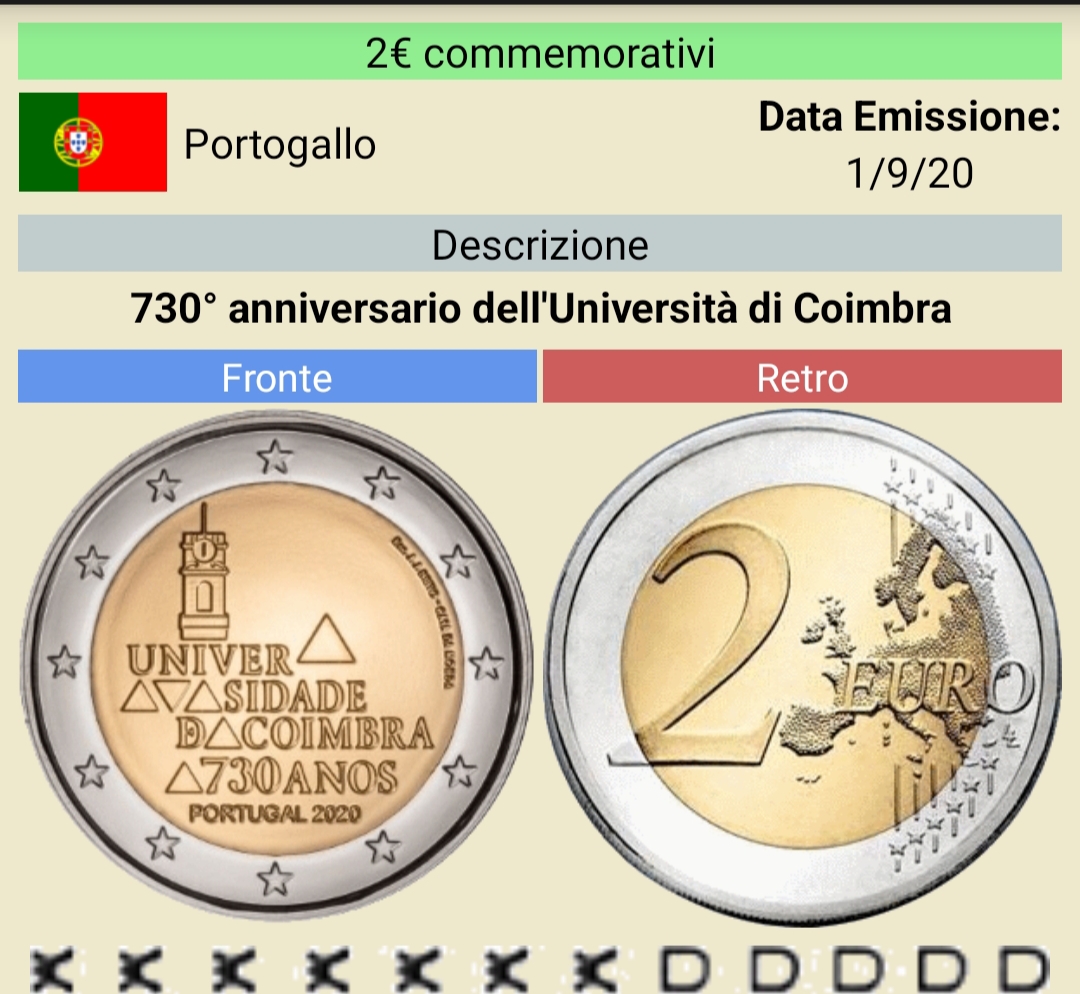 2€ commemorativi
Portogallo
Data Emissione:
1/9/20
Descrizione
730° anniversario dell'Università di Coimbra
Fronte
Retro
UNIVER
SIDADE
D△COIMBRA
730 ANOS
PORTUGAL 2020
2 EURO